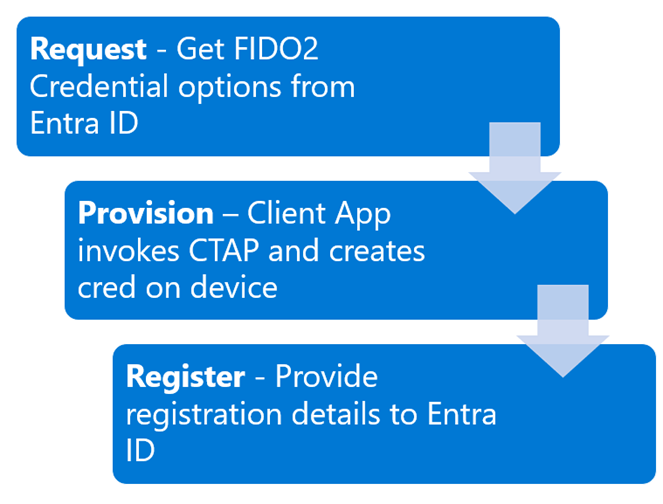 Request - Get FIDO2
Credential options from
Entra ID
Provision – Client App
invokes CTAP and creates
cred on device
Register - Provide
registration details to Entra
ID